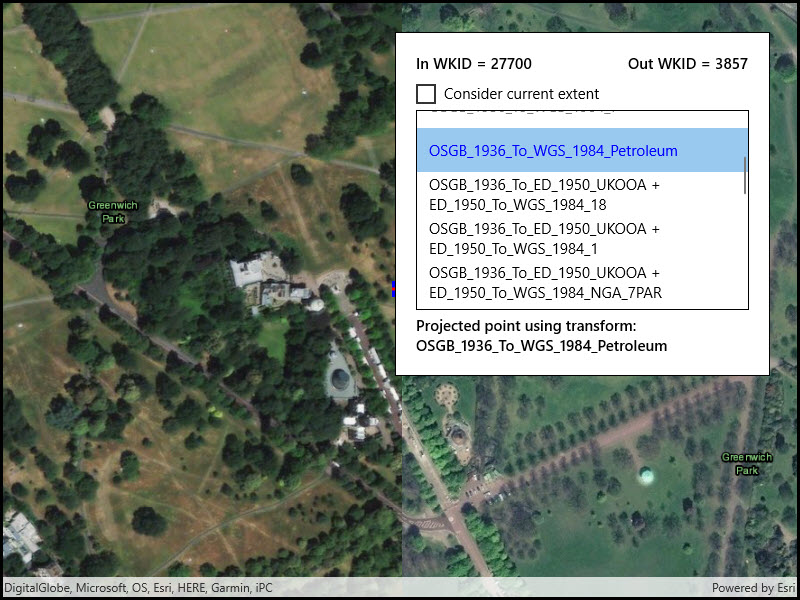 In WKID = 27700
Out WKID = 3857
Consider current extent
OSGB_1936_To_WGS_1984_Petroleum
OSGB_1936_To_ED_1950_UKOOA +
ED_1950_To_WGS_1984_18
OSGB_1936_To_ED_1950_UKOOA +
ED_1950_To_WGS_1984_1
OSGB_1936_To_ED_1950_UKOOA +
ED_1950_To_WGS_1984_NGA_7PAR
Projected point using transform:
OSGB_1936_To_WGS_1984_Petroleum
Greenwich
Park
Greenwich
Park
DigitalGlobe, Microsoft, OS, Esri, HERE, Garmin, iPC
Powered by Esri